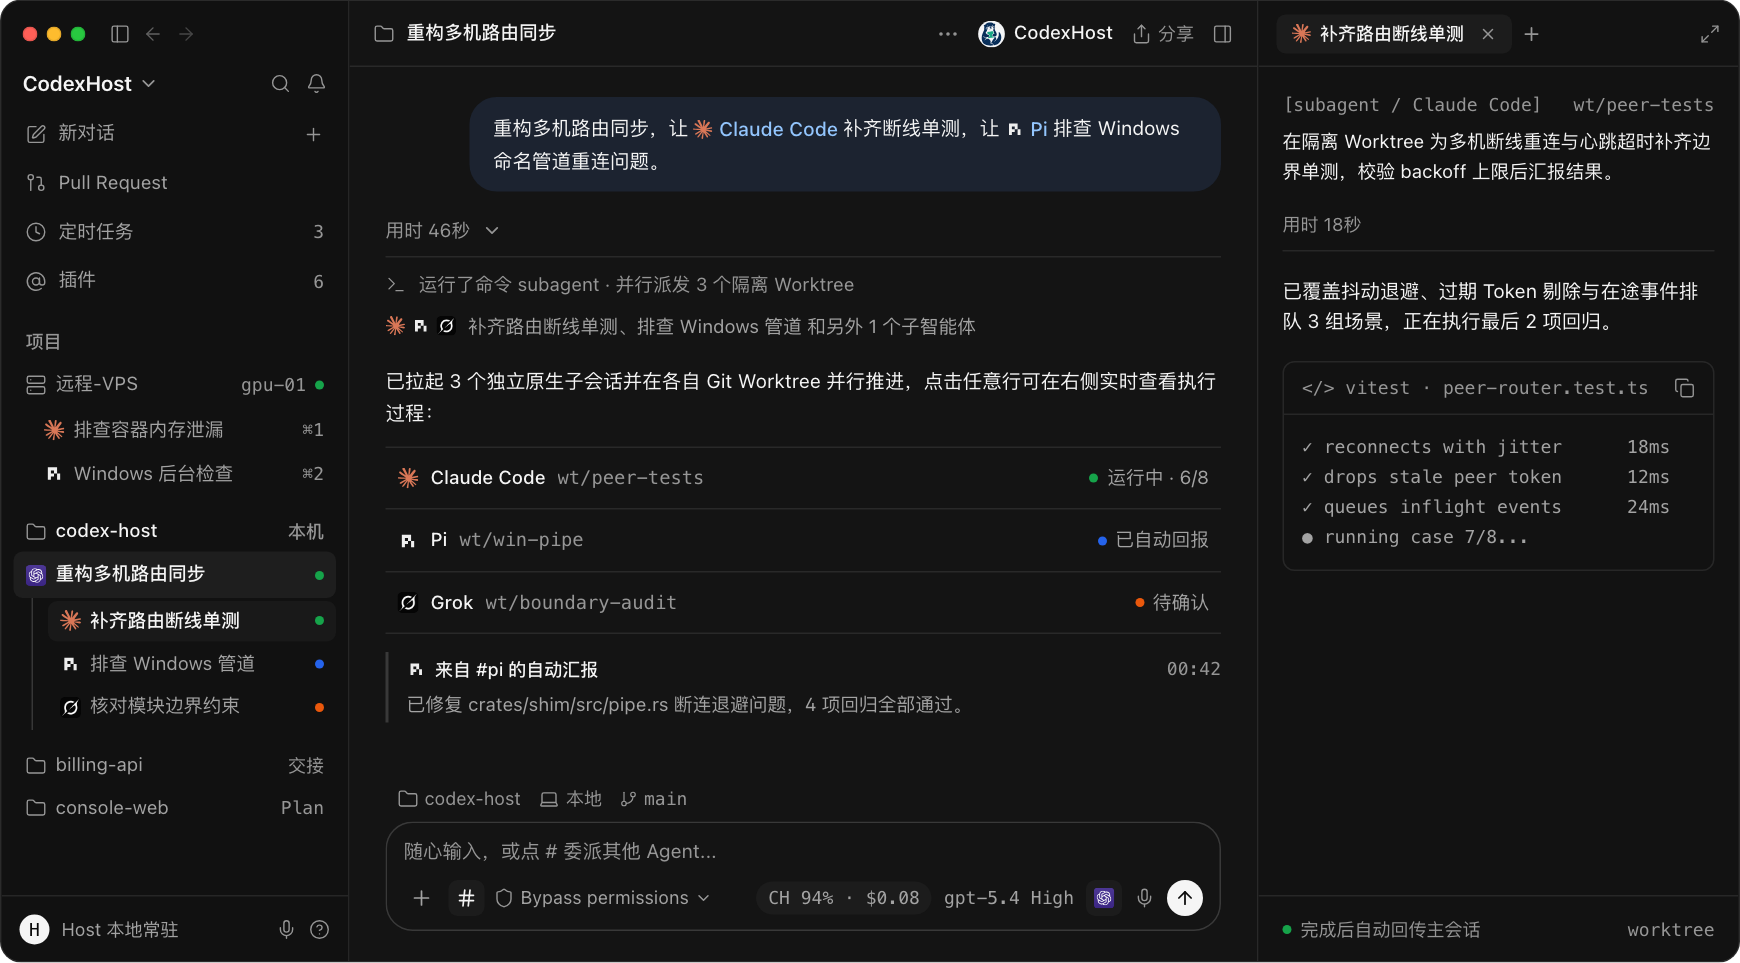 CodexHost
新对话
Pull Request
定时任务 3
插件 6
项目
远程-VPS gpu-01
排查容器内存泄漏 ⌘1
Windows 后台检查 ⌘2
codex-host 本机
重构多机路由同步
补齐路由断线单测
排查 Windows 管道
核对模块边界约束
billing-api 交接
console-web Plan
H Host 本地常驻
重构多机路由同步
CodexHost 分享
重构多机路由同步，让 Claude Code 补齐断线单测，让 Pi 排查 Windows
命名管道重连问题。
用时 46秒
运行了命令 subagent · 并行派发 3 个隔离 Worktree
补齐路由断线单测、排查 Windows 管道 和另外 1 个子智能体
已拉起 3 个独立原生子会话并在各自 Git Worktree 并行推进，点击任意行可在右侧实时查看执行
过程：
Claude Code wt/peer-tests 运行中 · 6/8
Pi wt/win-pipe 已自动回报
Grok wt/boundary-audit 待确认
来自 #pi 的自动汇报 00:42
已修复 crates/shim/src/pipe.rs 断连退避问题，4 项回归全部通过。
codex-host 本地 main
随心输入，或点 # 委派其他 Agent...
# Bypass permissions CH 94% · $0.08 gpt-5.4 High
补齐路由断线单测
[subagent / Claude Code] wt/peer-tests
在隔离 Worktree 为多机断线重连与心跳超时补齐边
界单测，校验 backoff 上限后汇报结果。
用时 18秒
已覆盖抖动退避、过期 Token 剔除与在途事件排
队 3 组场景，正在执行最后 2 项回归。
</> vitest · peer-router.test.ts
✓ reconnects with jitter 18ms
✓ drops stale peer token 12ms
✓ queues inflight events 24ms
● running case 7/8...
完成后自动回传主会话 worktree